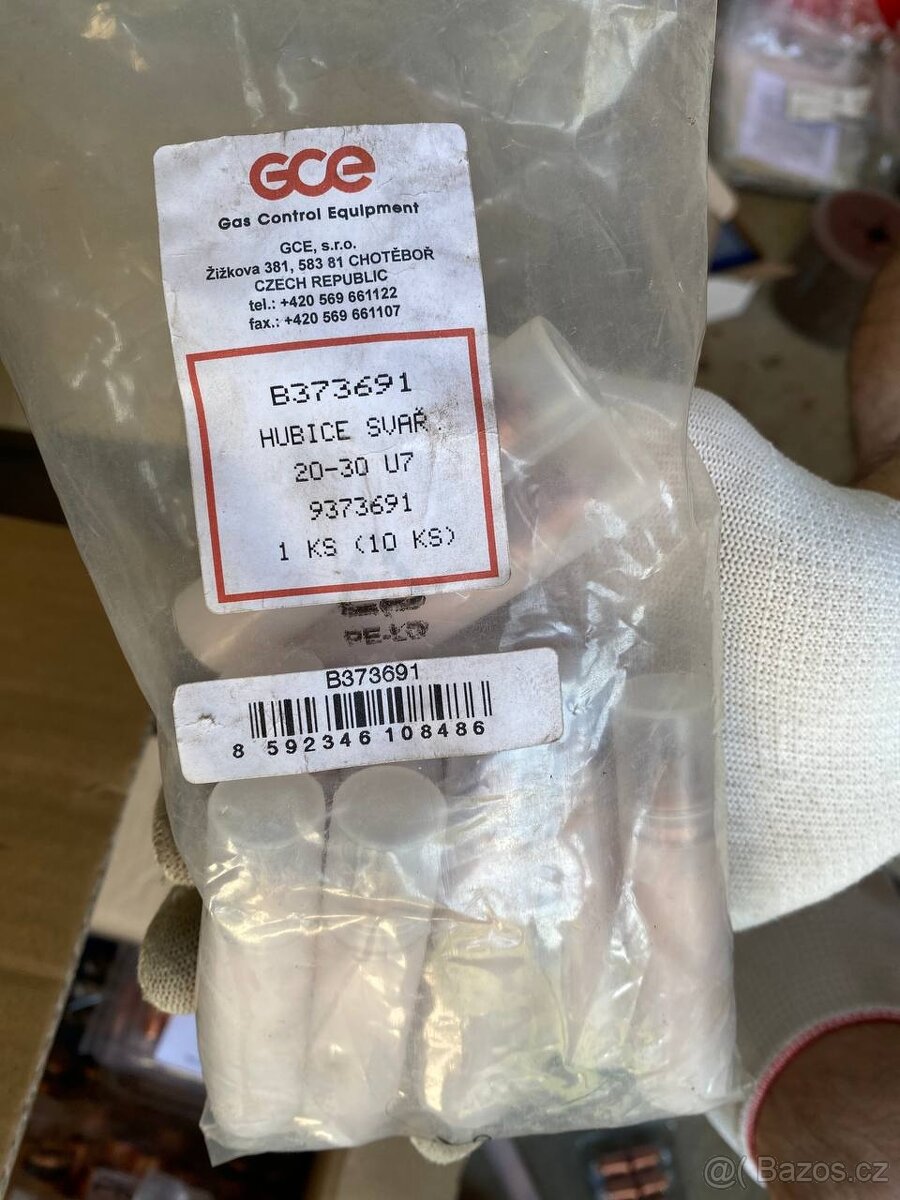 GCe
Gas Control Equipment
GCE, s.r.o.
Žižkova 381, 583 81 CHOTĚBOŘ
CZECH REPUBLIC
tel.: +420 569 661122
fax.: +420 569 661107
B373691
HUBICE SVAŘ.
20-30 U7
9373691
1 KS (10 KS)
PE-LD
B373691
8 592346 108486
@( Bazos.cz